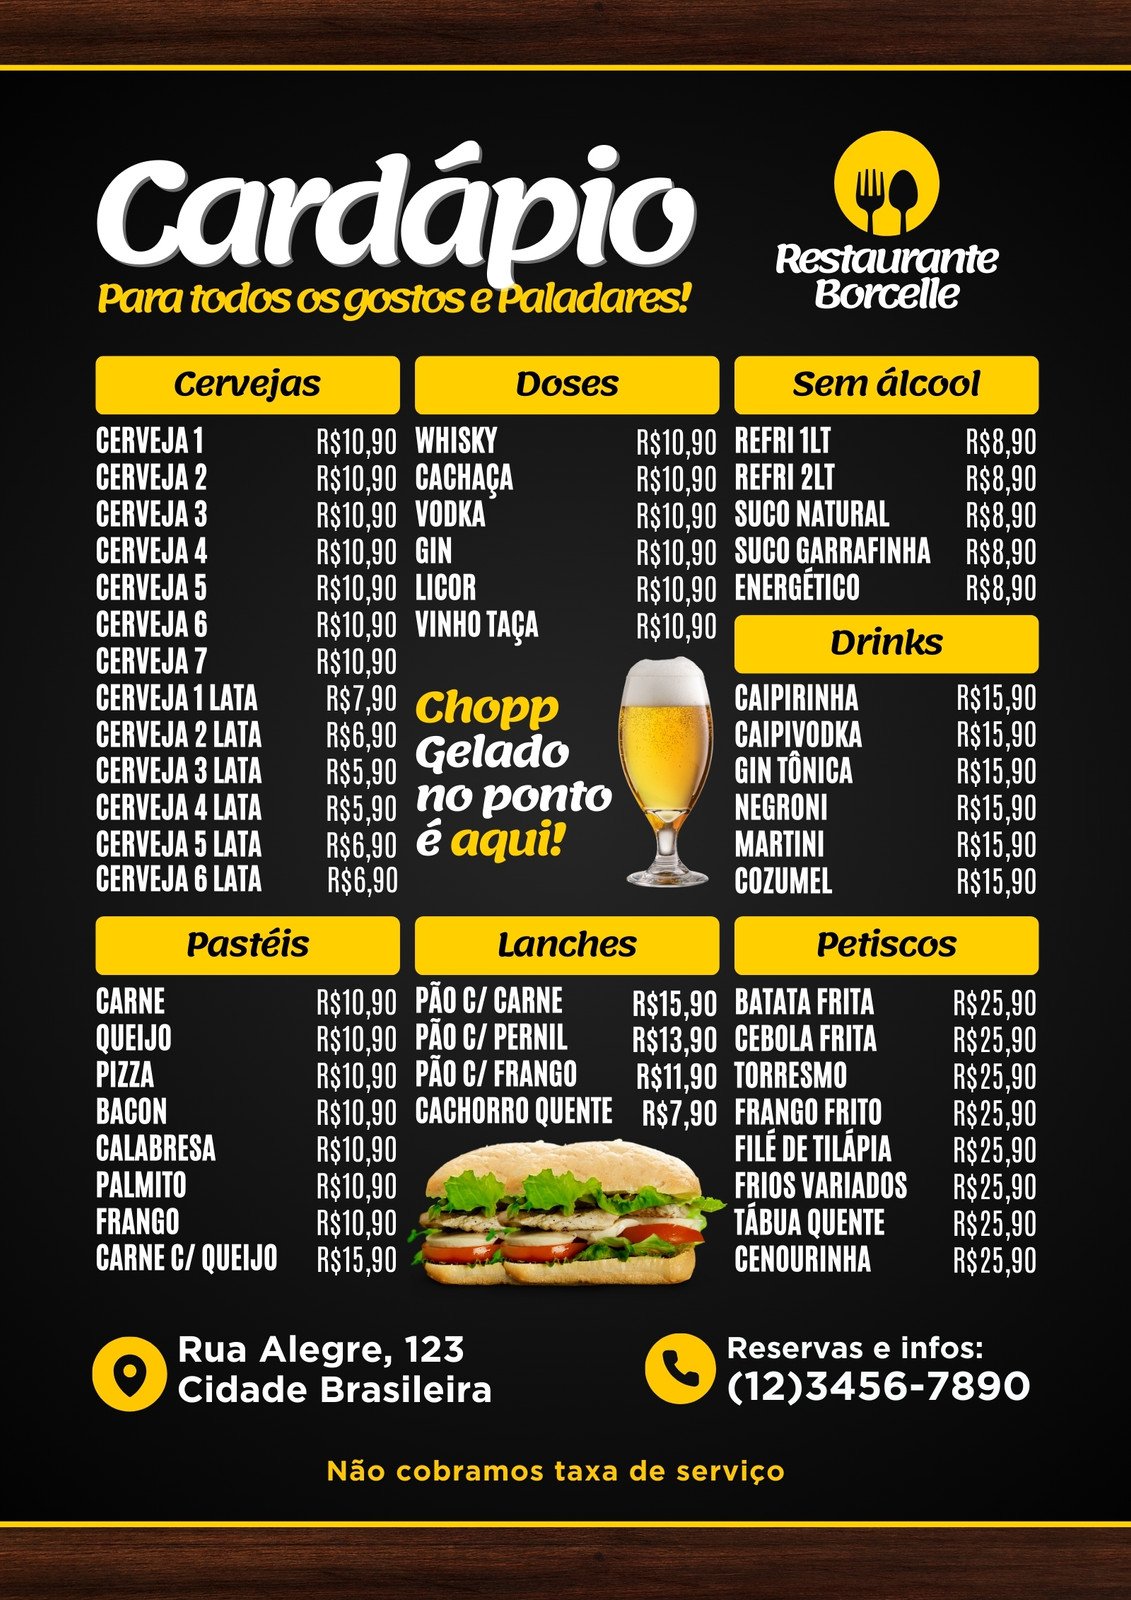 Cardápio
Para todos os gostos e Paladares!
Restaurante
Borcelle
Cervejas
CERVEJA 1 R$10,90
CERVEJA 2 R$10,90
CERVEJA 3 R$10,90
CERVEJA 4 R$10,90
CERVEJA 5 R$10,90
CERVEJA 6 R$10,90
CERVEJA 7 R$10,90
CERVEJA 1 LATA R$7,90
CERVEJA 2 LATA R$6,90
CERVEJA 3 LATA R$5,90
CERVEJA 4 LATA R$5,90
CERVEJA 5 LATA R$6,90
CERVEJA 6 LATA R$6,90
Doses
WHISKY R$10,90
CACHAÇA R$10,90
VODKA R$10,90
GIN R$10,90
LICOR R$10,90
VINHO TAÇA R$10,90
Chopp
Gelado
no ponto
é aqui!
Sem álcool
REFRI 1LT R$8,90
REFRI 2LT R$8,90
SUCO NATURAL R$8,90
SUCO GARRAFINHA R$8,90
ENERGÉTICO R$8,90
Drinks
CAIPIRINHA R$15,90
CAIPIVODKA R$15,90
GIN TÔNICA R$15,90
NEGRONI R$15,90
MARTINI R$15,90
COZUMEL R$15,90
Pastéis
CARNE R$10,90
QUEIJO R$10,90
PIZZA R$10,90
BACON R$10,90
CALABRESA R$10,90
PALMITO R$10,90
FRANGO R$10,90
CARNE C/ QUEIJO R$15,90
Lanches
PÃO C/ CARNE R$15,90
PÃO C/ PERNIL R$13,90
PÃO C/ FRANGO R$11,90
CACHORRO QUENTE R$7,90
Petiscos
BATATA FRITA R$25,90
CEBOLA FRITA R$25,90
TORRESMO R$25,90
FRANGO FRITO R$25,90
FILÉ DE TILÁPIA R$25,90
FRIOS VARIADOS R$25,90
TÁBUA QUENTE R$25,90
CENOURINHA R$25,90
Rua Alegre, 123
Cidade Brasileira
Reservas e infos:
(12)3456-7890
Não cobramos taxa de serviço